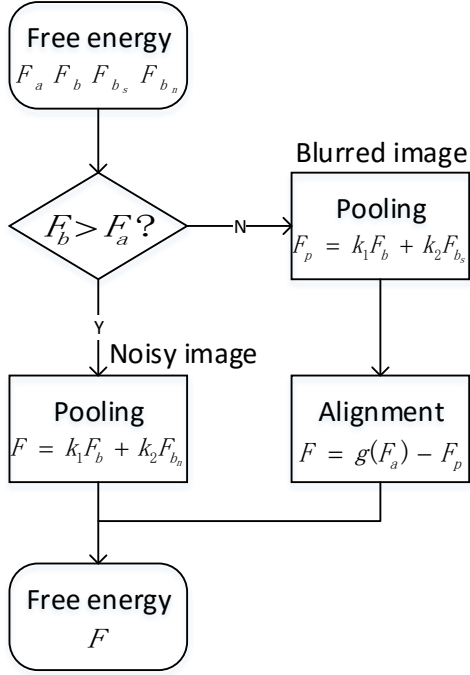 Free energy
F_a F_b F_{b_s} F_{b_n}
F_b > F_a?
N
Blurred image
Pooling
F_p = k_1F_b + k_2F_{b_s}
Y
Noisy image
Pooling
F = k_1F_b + k_2F_{b_n}
Alignment
F = g(F_a) − F_p
Free energy
F